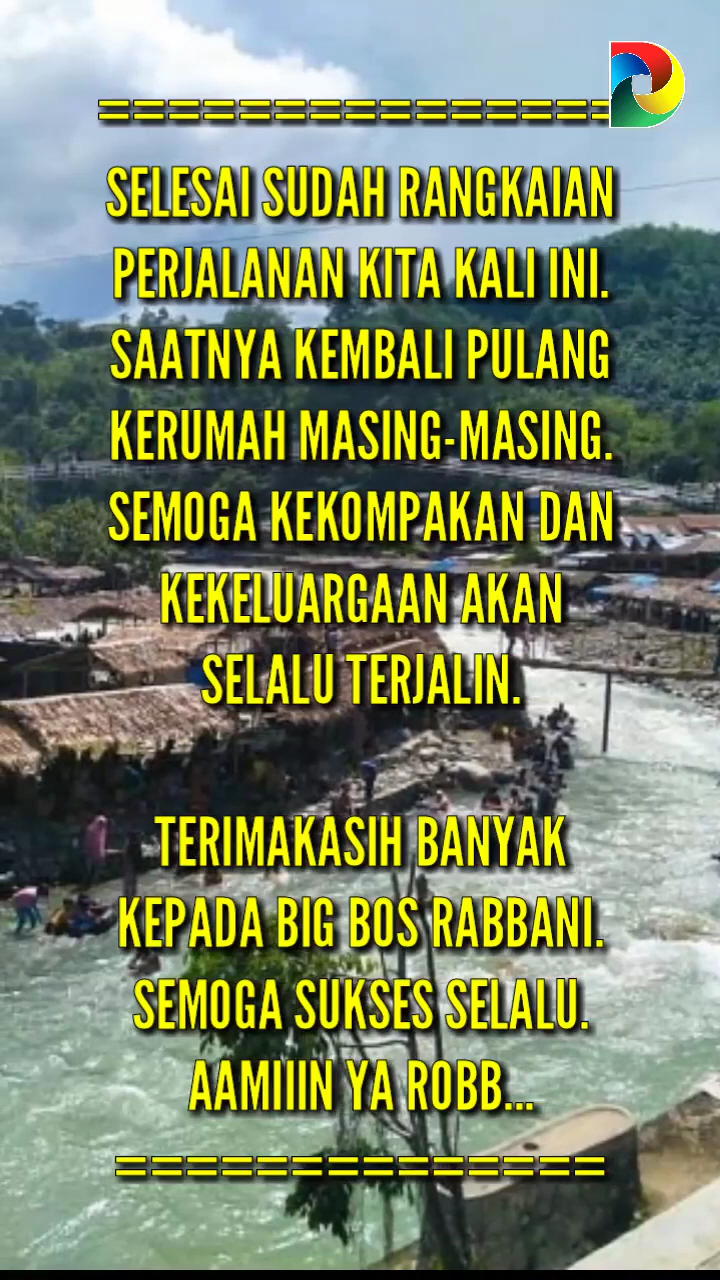 ===============
SELESAI SUDAH RANGKAIAN
PERJALANAN KITA KALI INI.
SAATNYA KEMBALI PULANG
KERUMAH MASING-MASING.
SEMOGA KEKOMPAKAN DAN
KEKELUARGAAN AKAN
SELALU TERJALIN.
TERIMAKASIH BANYAK
KEPADA BIG BOS RABBANI.
SEMOGA SUKSES SELALU.
AAMIIIN YA ROBB...
==============